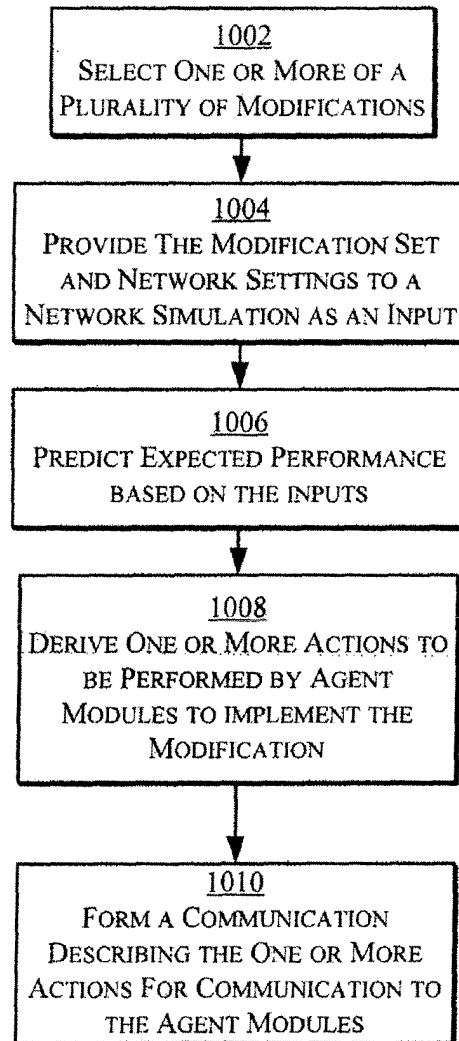 1002
SELECT ONE OR MORE OF A
PLURALITY OF MODIFICATIONS
1004
PROVIDE THE MODIFICATION SET
AND NETWORK SETTINGS TO A
NETWORK SIMULATION AS AN INPUT
1006
PREDICT EXPECTED PERFORMANCE
BASED ON THE INPUTS
1008
DERIVE ONE OR MORE ACTIONS TO
BE PERFORMED BY AGENT
MODULES TO IMPLEMENT THE
MODIFICATION
1010
FORM A COMMUNICATION
DESCRIBING THE ONE OR MORE
ACTIONS FOR COMMUNICATION TO
THE AGENT MODULES